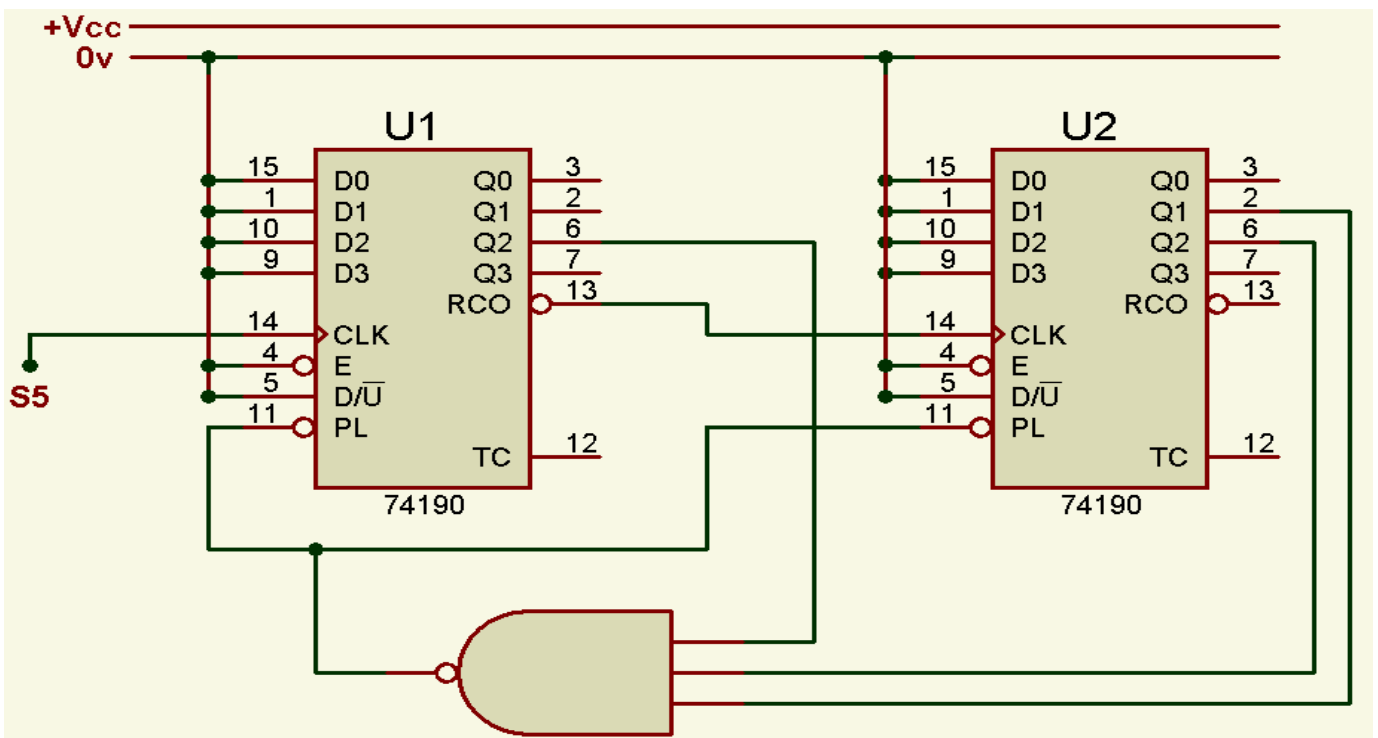 +Vcc
0v
U1
15 D0 Q0 3
1 D1 Q1 2
10 D2 Q2 6
9 D3 Q3 7
RCO 13
14 CLK
4 E
5 D/U̅
11 PL
TC 12
74190
S5
U2
15 D0 Q0 3
1 D1 Q1 2
10 D2 Q2 6
9 D3 Q3 7
RCO 13
14 CLK
4 E
5 D/U̅
11 PL
TC 12
74190